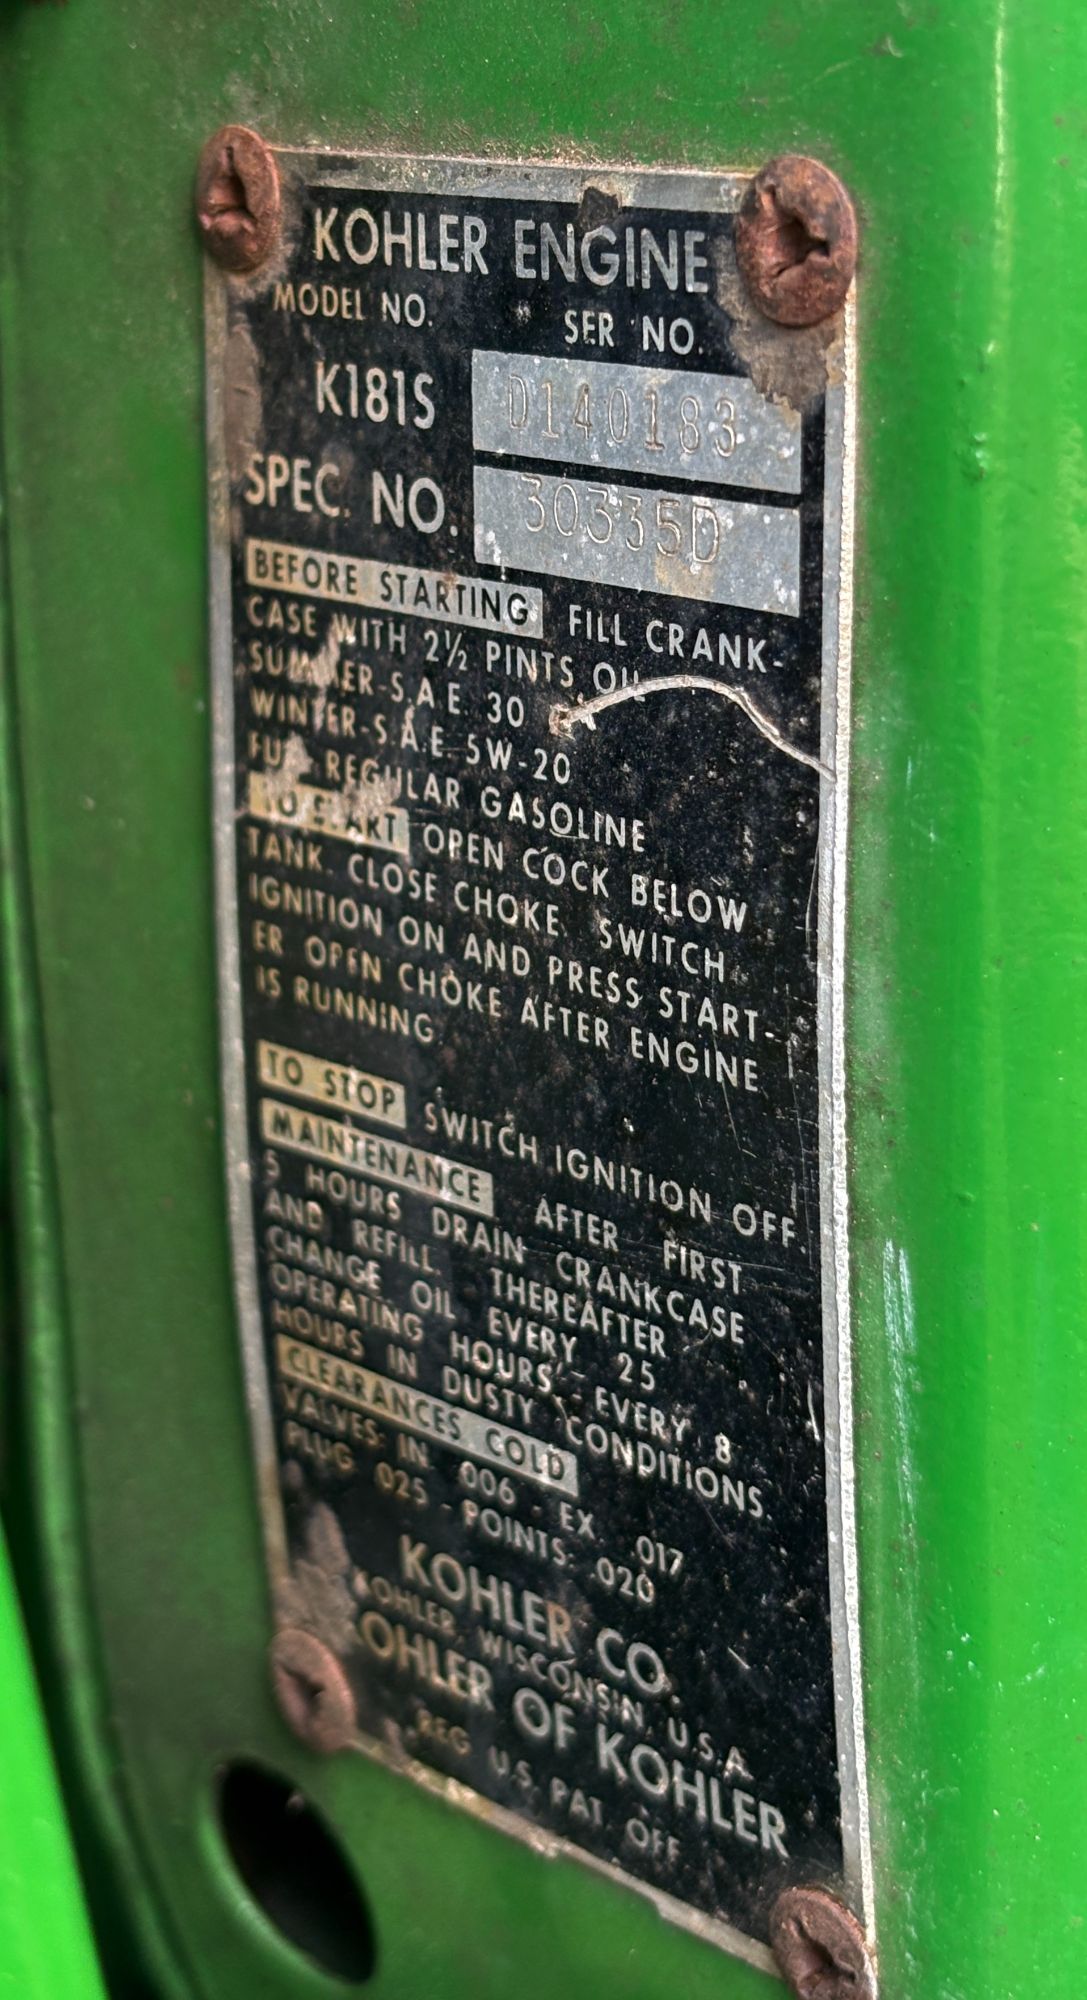 KOHLER ENGINE
MODEL NO. SER NO.
K181S D140183
SPEC. NO. 30335D
BEFORE STARTING FILL CRANK-
CASE WITH 2½ PINTS OIL
SUMMER-S.A.E. 30
WINTER-S.A.E. 5W-20
FUEL REGULAR GASOLINE
TO START OPEN COCK BELOW
TANK. CLOSE CHOKE. SWITCH
IGNITION ON AND PRESS START-
ER OPEN CHOKE AFTER ENGINE
IS RUNNING
TO STOP SWITCH IGNITION OFF.
MAINTENANCE AFTER FIRST
5 HOURS DRAIN CRANKCASE
AND REFILL. THEREAFTER
CHANGE OIL EVERY 25
OPERATING HOURS - EVERY 8
HOURS IN DUSTY CONDITIONS.
CLEARANCES COLD
VALVES: IN .006 - EX. .017
PLUG .025 - POINTS: .020
KOHLER CO.
KOHLER, WISCONSIN, U.S.A.
KOHLER OF KOHLER
REG. U.S. PAT. OFF.